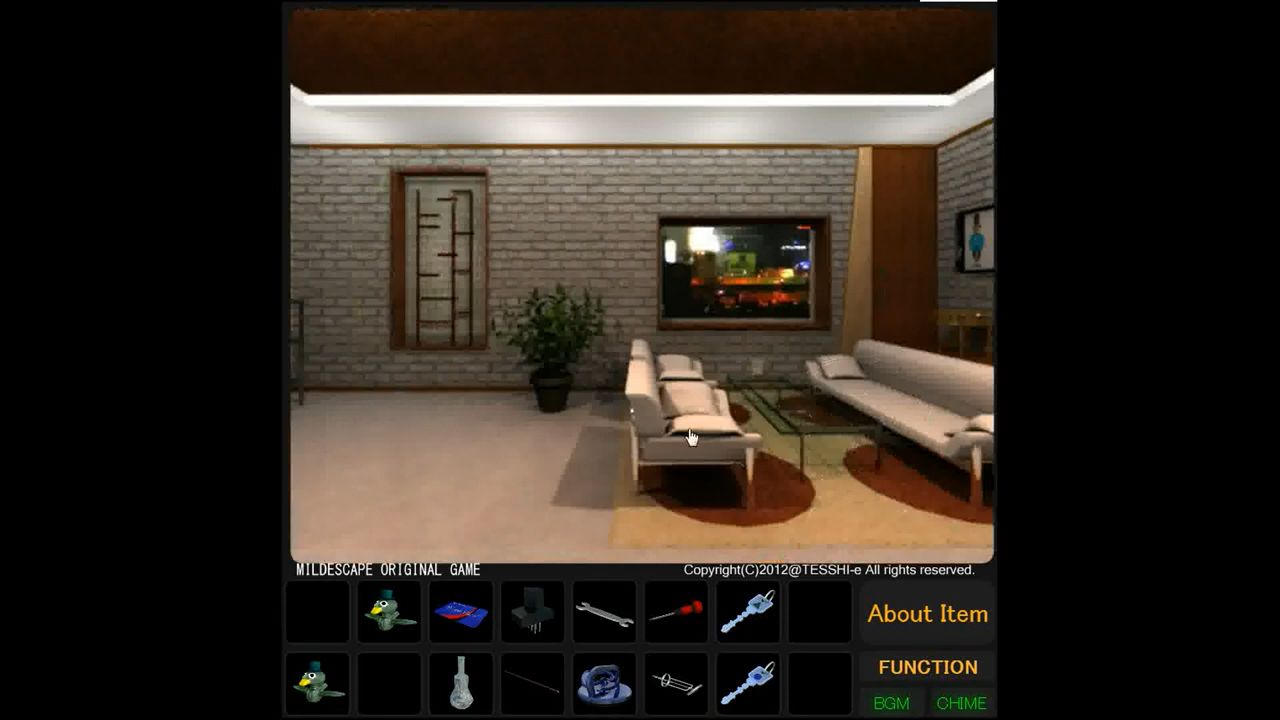 MILDESCAPE ORIGINAL GAME
Copyright(C)2012@TESSHI-e All rights reserved.
About Item
FUNCTION
BGM
CHIME